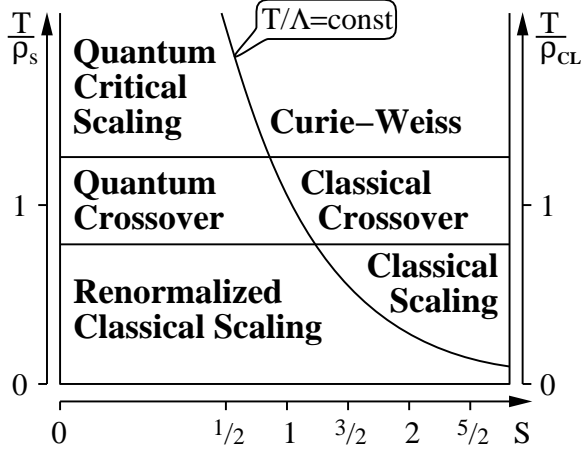 T
ρS
T/Λ=const
T
ρCL
Quantum
Critical
Scaling
Curie−Weiss
Quantum
Crossover
Classical
Crossover
1
1
Renormalized
Classical Scaling
Classical
Scaling
0
0
0 1/2 1 3/2 2 5/2 S